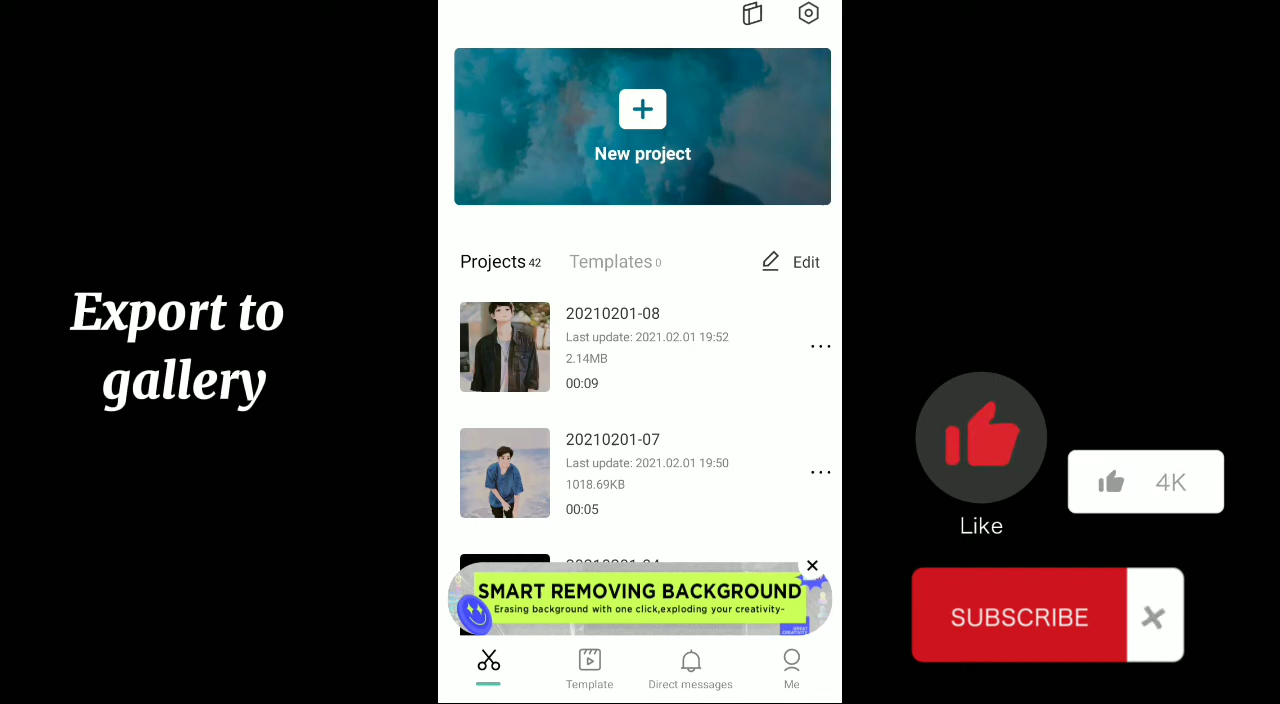 Export to
gallery
New project
Projects 42
Templates 0
Edit
20210201-08
Last update: 2021.02.01 19:52
2.14MB
00:09
20210201-07
Last update: 2021.02.01 19:50
1018.69KB
00:05
SMART REMOVING BACKGROUND
Erasing background with one click,exploding your creativity~
GREAT
CREATIVITY
Template
Direct messages
Me
Like
4K
SUBSCRIBE